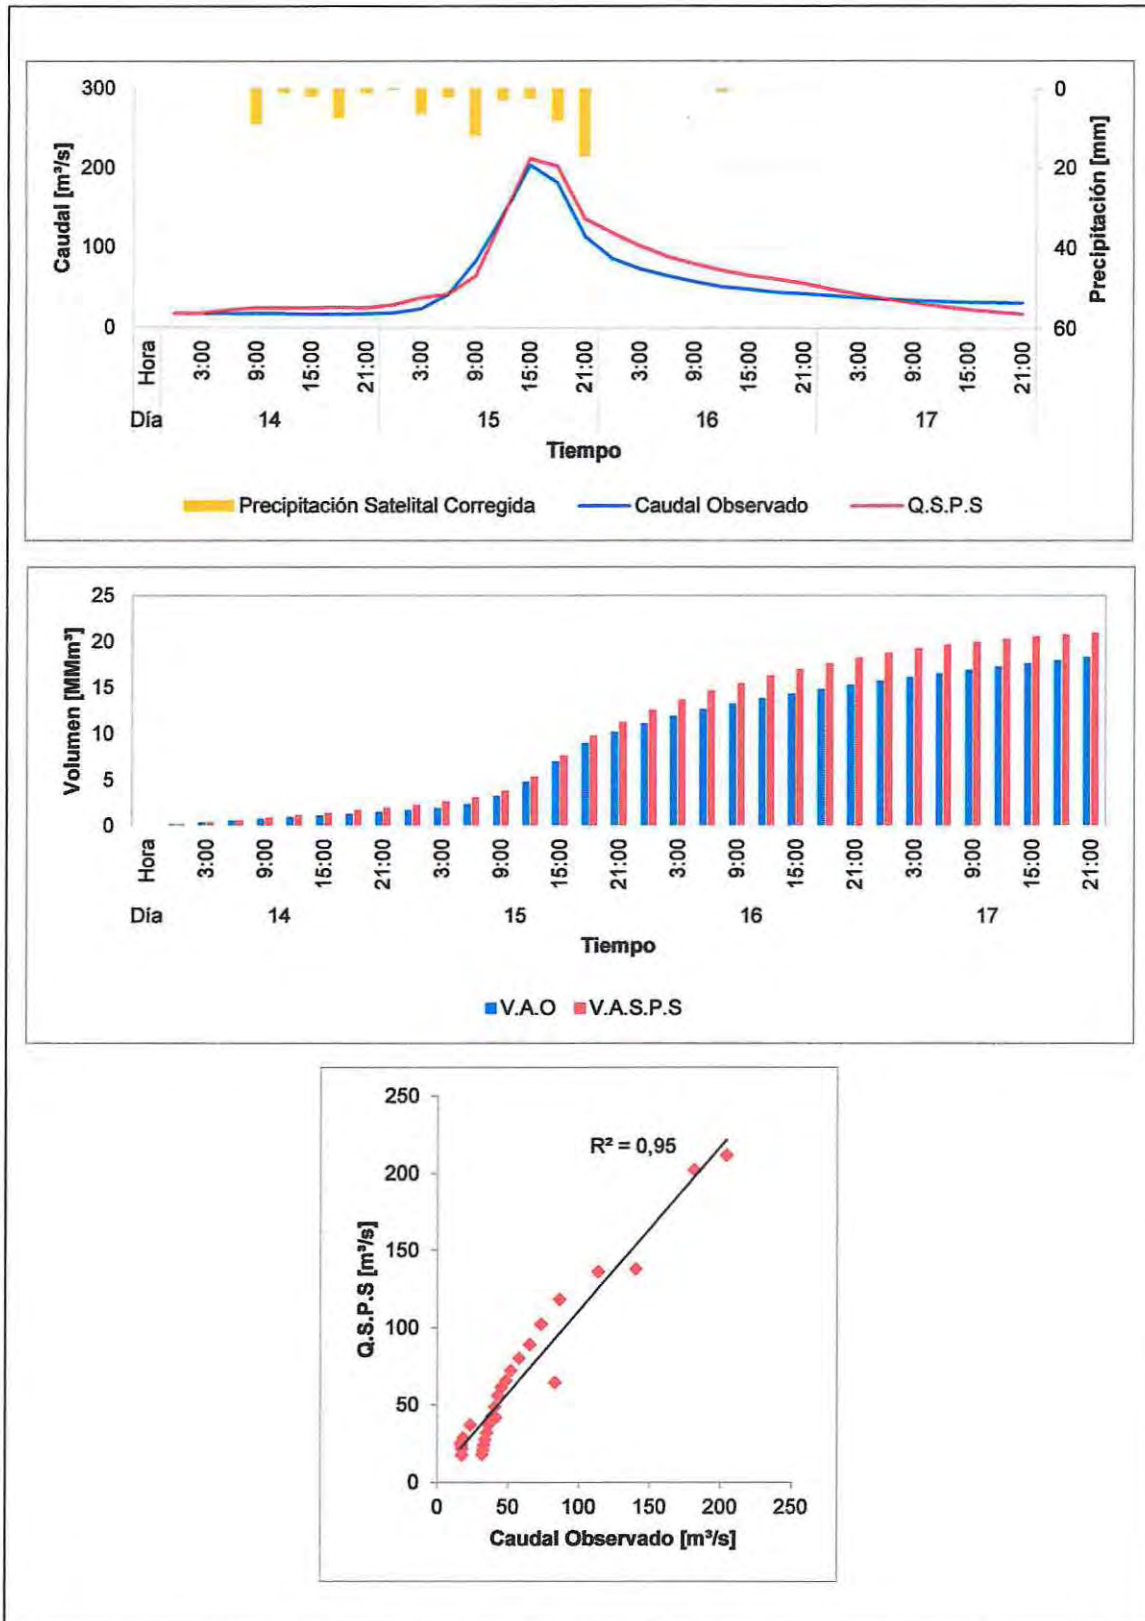 300
200
100
0
Caudal [m³/s]
0
20
40
60
Precipitación [mm]
Hora 3:00 9:00 15:00 21:00 3:00 9:00 15:00 21:00 3:00 9:00 15:00 21:00 3:00 9:00 15:00 21:00
Día 14 15 16 17
Tiempo
Precipitación Satelital Corregida Caudal Observado Q.S.P.S
25
20
15
10
5
0
Volumen [MMm³]
Hora 3:00 9:00 15:00 21:00 3:00 9:00 15:00 21:00 3:00 9:00 15:00 21:00 3:00 9:00 15:00 21:00
Día 14 15 16 17
Tiempo
V.A.O V.A.S.P.S
250
200
150
100
50
0
Q.S.P.S [m³/s]
R² = 0,95
0 50 100 150 200 250
Caudal Observado [m³/s]